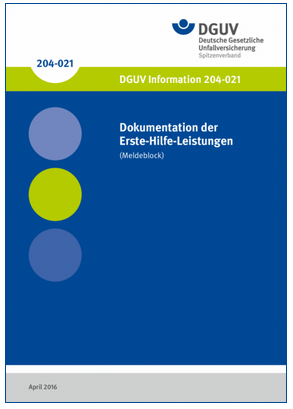 DGUV
Deutsche Gesetzliche
Unfallversicherung
Spitzenverband
204-021
DGUV Information 204-021
Dokumentation der
Erste-Hilfe-Leistungen
(Meldeblock)
April 2016